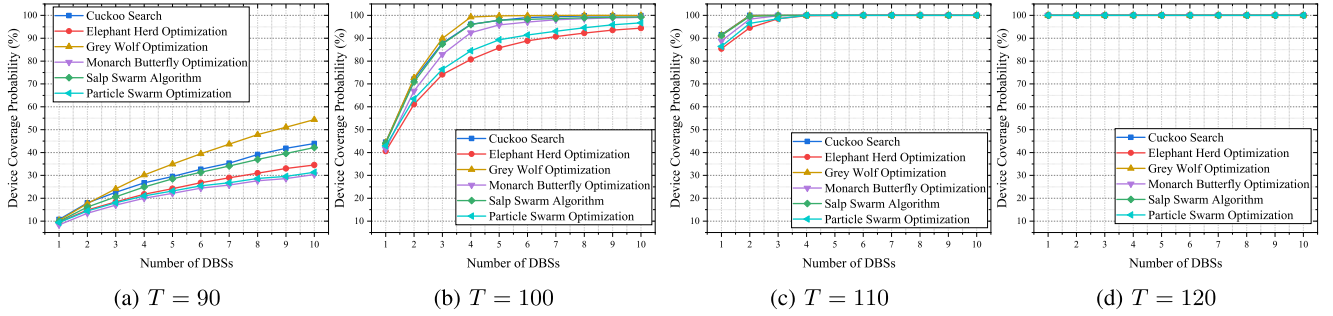 Device Coverage Probability (%)
100
90
80
70
60
50
40
30
20
10
Cuckoo Search
Elephant Herd Optimization
Grey Wolf Optimization
Monarch Butterfly Optimization
Salp Swarm Algorithm
Particle Swarm Optimization
1 2 3 4 5 6 7 8 9 10
Number of DBSs
(a) T = 90
Device Coverage Probability (%)
100
90
80
70
60
50
40
30
20
10
Cuckoo Search
Elephant Herd Optimization
Grey Wolf Optimization
Monarch Butterfly Optimization
Salp Swarm Algorithm
Particle Swarm Optimization
1 2 3 4 5 6 7 8 9 10
Number of DBSs
(b) T = 100
Device Coverage Probability (%)
100
90
80
70
60
50
40
30
20
10
Cuckoo Search
Elephant Herd Optimization
Grey Wolf Optimization
Monarch Butterfly Optimization
Salp Swarm Algorithm
Particle Swarm Optimization
1 2 3 4 5 6 7 8 9 10
Number of DBSs
(c) T = 110
Device Coverage Probability (%)
100
90
80
70
60
50
40
30
20
10
Cuckoo Search
Elephant Herd Optimization
Grey Wolf Optimization
Monarch Butterfly Optimization
Salp Swarm Algorithm
Particle Swarm Optimization
1 2 3 4 5 6 7 8 9 10
Number of DBSs
(d) T = 120